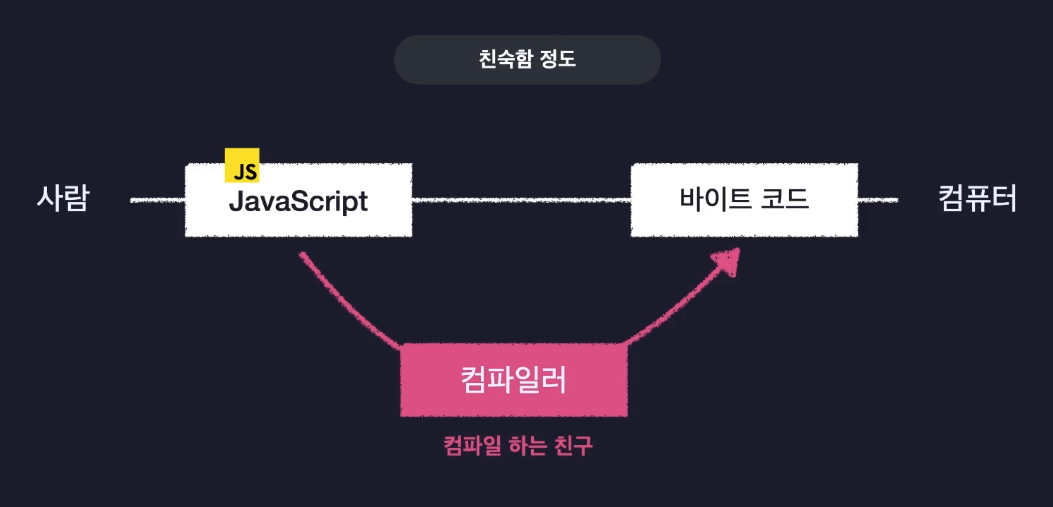 친숙함 정도
사람
JS
JavaScript
바이트 코드
컴퓨터
컴파일러
컴파일 하는 친구